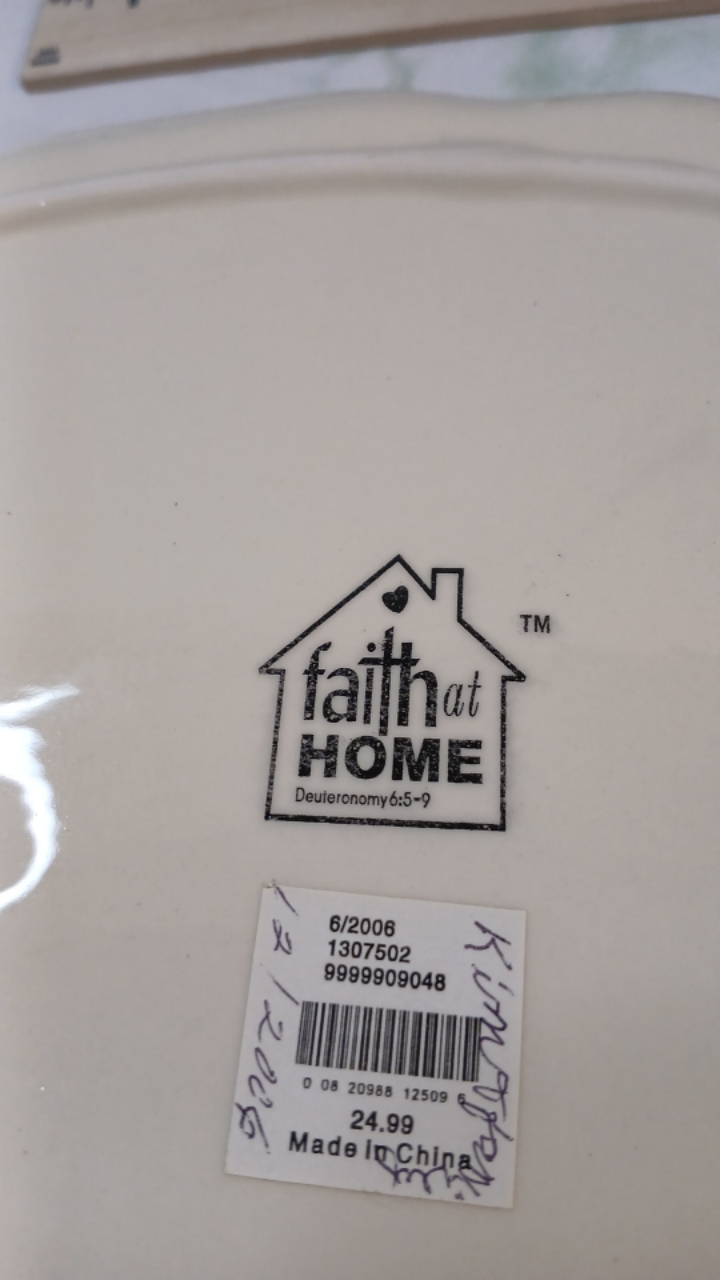 faith at
HOME
Deuteronomy 6:5-9
TM
6/2006
1307502
9999909048
0 08 20988 12509 6
24.99
Made in China